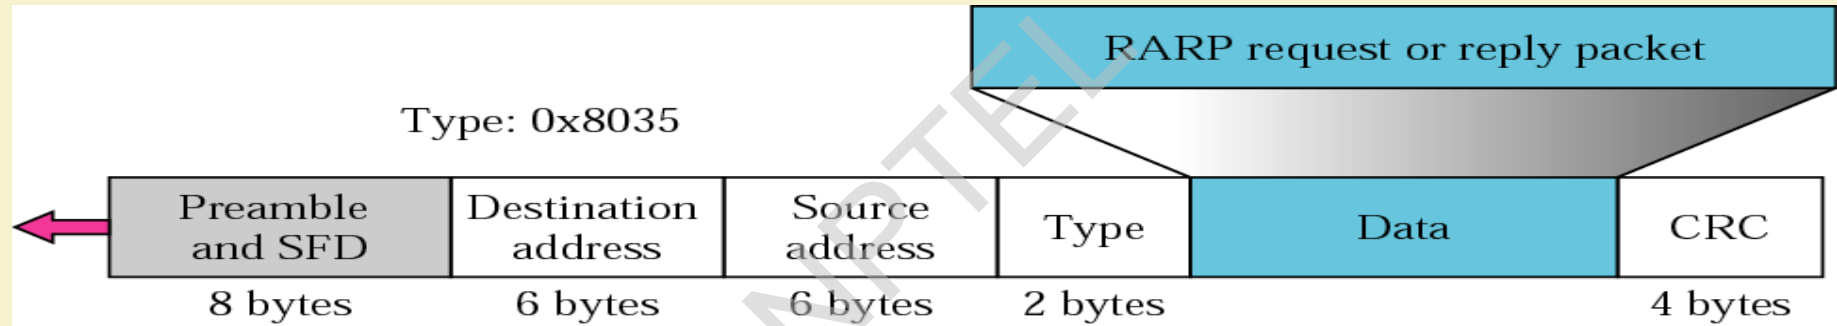 RARP request or reply packet
Type: 0x8035
Preamble
and SFD
Destination
address
Source
address
Type
Data
CRC
8 bytes
6 bytes
6 bytes
2 bytes
4 bytes
NPTEL